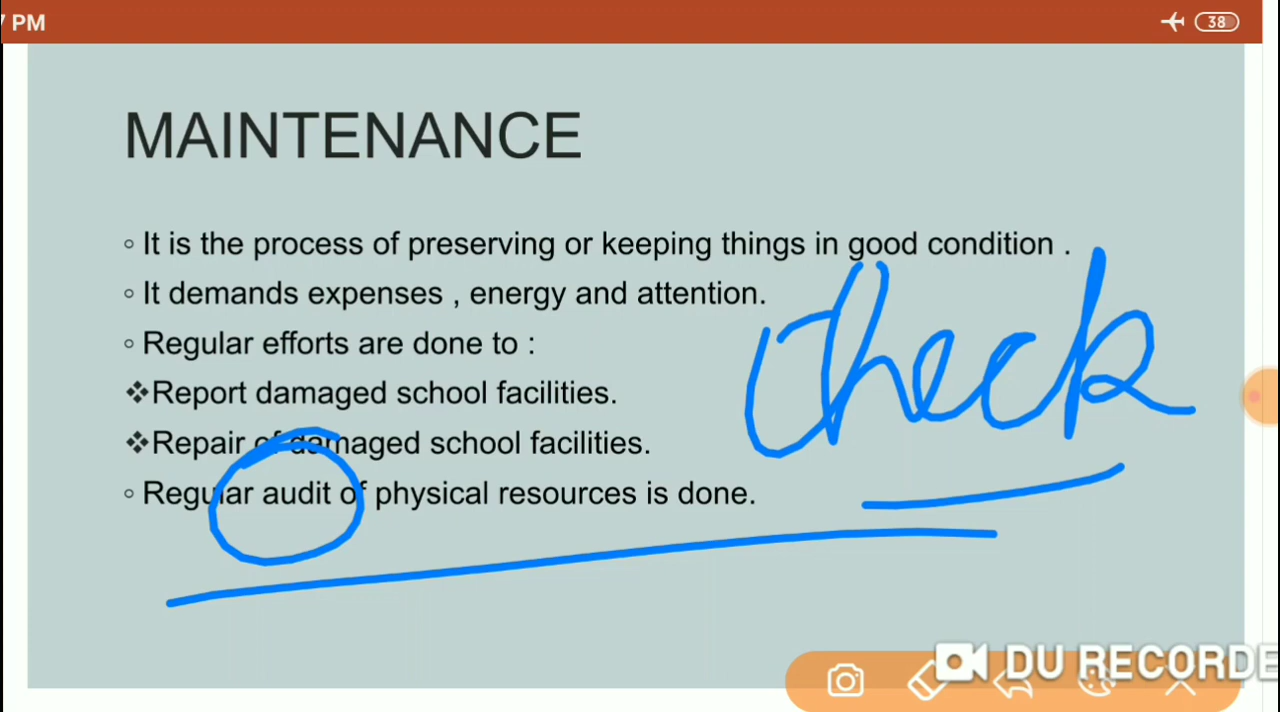 7 PM
38
MAINTENANCE
◦ It is the process of preserving or keeping things in good condition .
◦ It demands expenses , energy and attention.
◦ Regular efforts are done to :
❖Report damaged school facilities.
❖Repair of damaged school facilities.
◦ Regular audit of physical resources is done.
Check
DU RECORDE